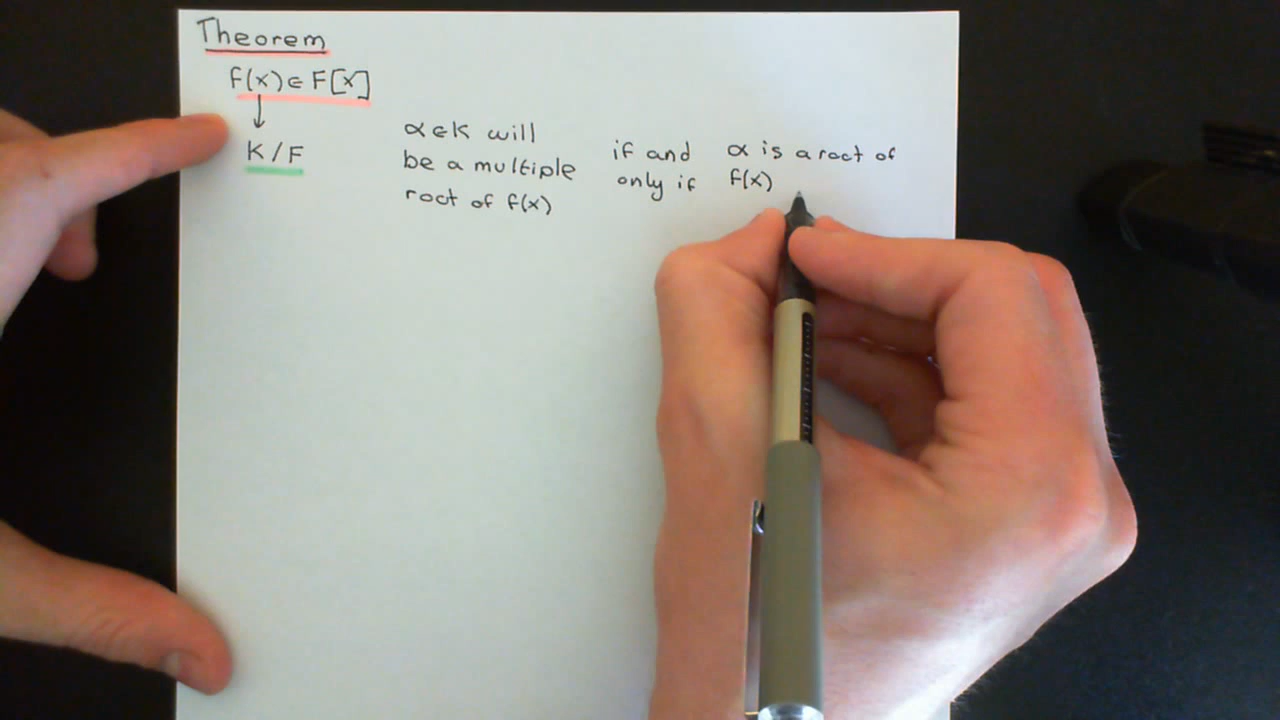 Theorem
f(x) ∈ F[x]
↓
K/F
α∈K will
be a multiple
root of f(x)
if and
only if
α is a root of
f(x)